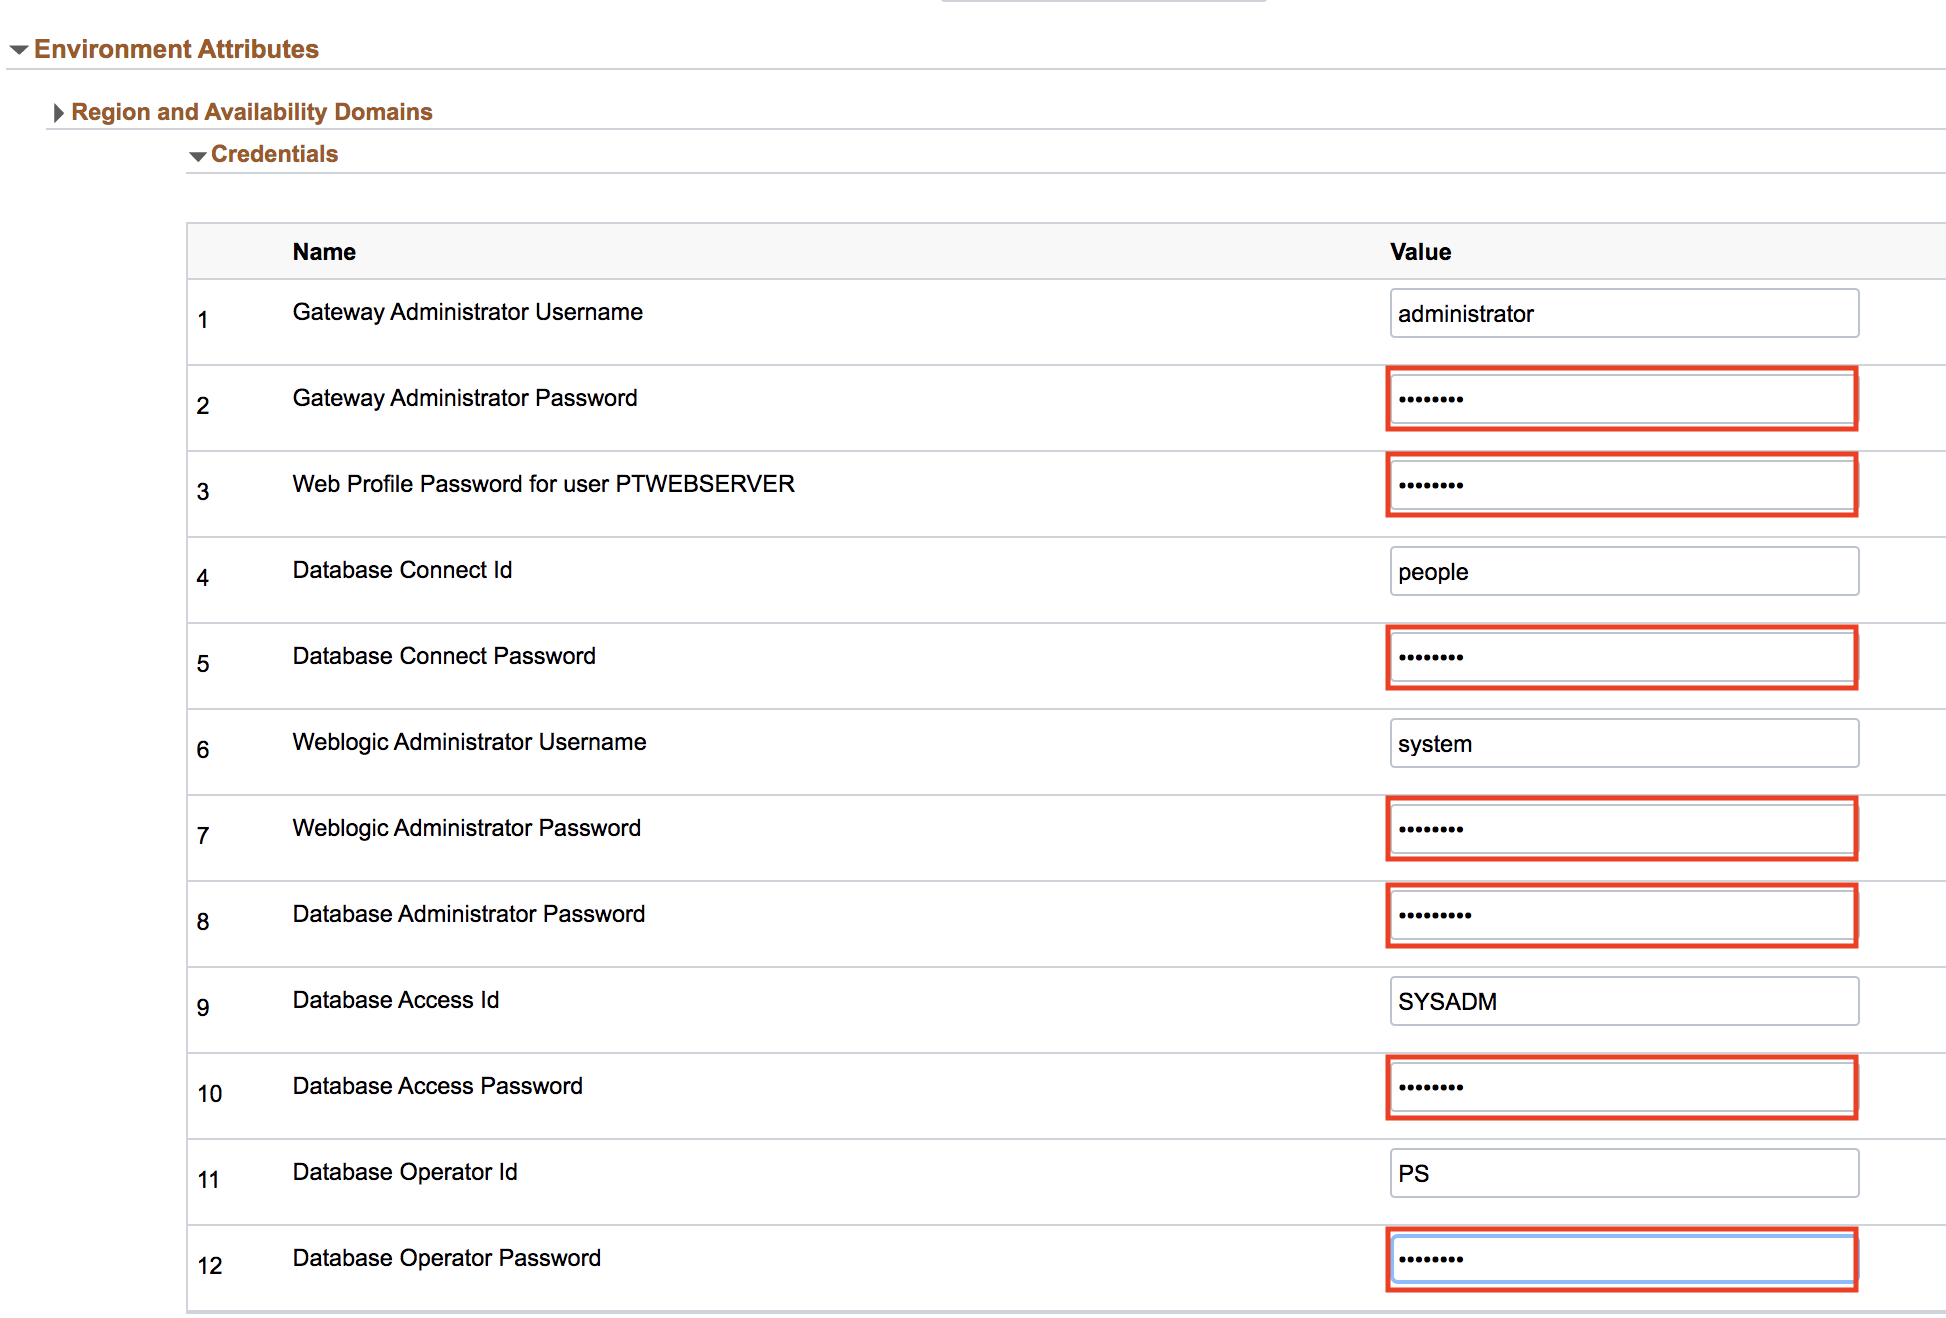 Environment Attributes
Region and Availability Domains
Credentials
Name Value
1 Gateway Administrator Username administrator
2 Gateway Administrator Password ••••••••
3 Web Profile Password for user PTWEBSERVER ••••••••
4 Database Connect Id people
5 Database Connect Password ••••••••
6 Weblogic Administrator Username system
7 Weblogic Administrator Password ••••••••
8 Database Administrator Password •••••••••
9 Database Access Id SYSADM
10 Database Access Password ••••••••
11 Database Operator Id PS
12 Database Operator Password ••••••••